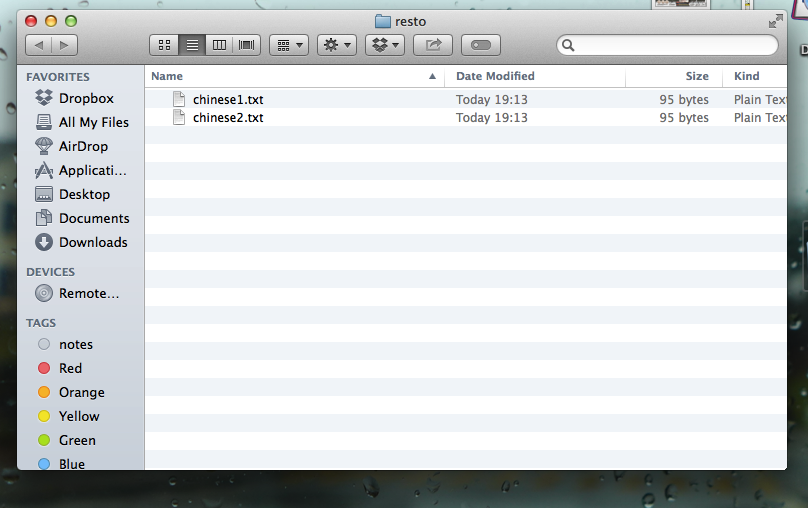 resto
FAVORITES
Dropbox
All My Files
AirDrop
Applicati...
Desktop
Documents
Downloads
DEVICES
Remote...
TAGS
notes
Red
Orange
Yellow
Green
Blue
Name Date Modified Size Kind
chinese1.txt Today 19:13 95 bytes Plain Tex
chinese2.txt Today 19:13 95 bytes Plain Tex